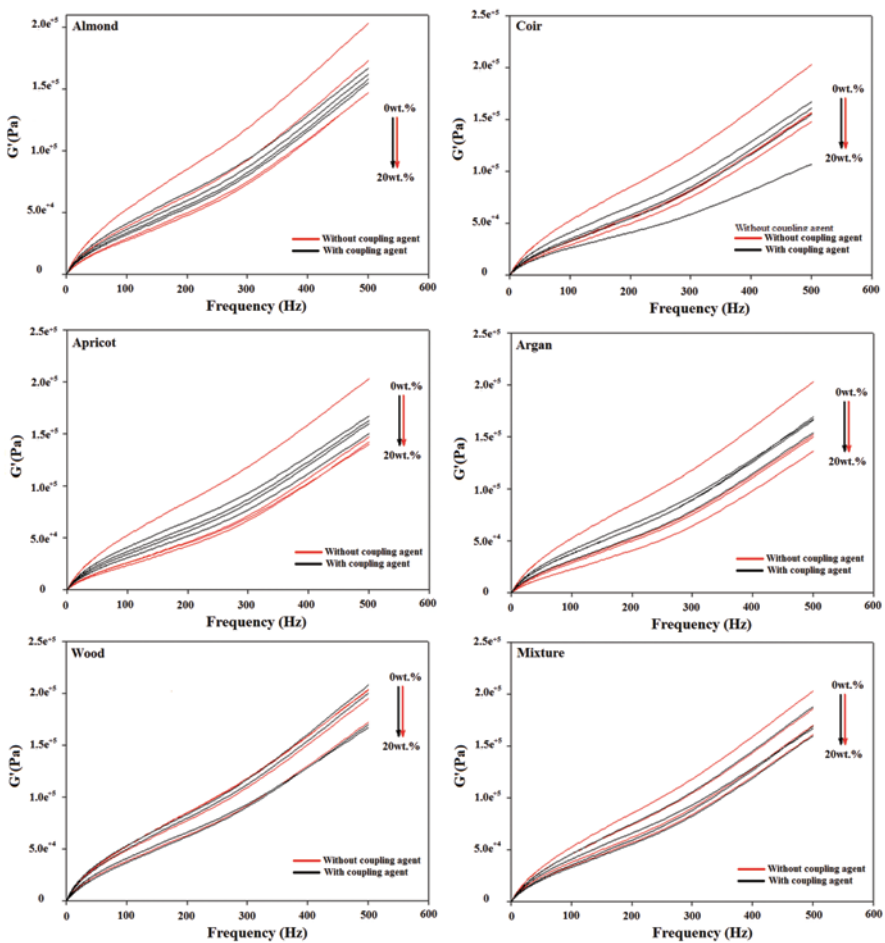 Almond
2.0e⁻⁵
1.5e⁻⁵
1.0e⁻⁵
5.0e⁻⁴
0
G'(Pa)
0wt.%
20wt.%
Without coupling agent
With coupling agent
0 100 200 300 400 500 600
Frequency (Hz)
Coir
2.5e⁻⁵
2.0e⁻⁵
1.5e⁻⁵
1.0e⁻⁵
5.0e⁻⁴
0
G'(Pa)
0wt.%
20wt.%
Without coupling agent
Without coupling agent
With coupling agent
0 100 200 300 400 500 600
Frequency (Hz)
Apricot
2.5e⁻⁵
2.0e⁻⁵
1.5e⁻⁵
1.0e⁻⁵
5.0e⁻⁴
0
G'(Pa)
0wt.%
20wt.%
Without coupling agent
With coupling agent
0 100 200 300 400 500 600
Frequency (Hz)
Argan
2.5e⁻⁵
2.0e⁻⁵
1.5e⁻⁵
1.0e⁻⁵
5.0e⁻⁴
0
G'(Pa)
0wt.%
20wt.%
Without coupling agent
With coupling agent
0 100 200 300 400 500 600
Frequency (Hz)
Wood
2.5e⁻⁵
2.0e⁻⁵
1.5e⁻⁵
1.0e⁻⁵
5.0e⁻⁴
0
G'(Pa)
0wt.%
20wt.%
Without coupling agent
With coupling agent
0 100 200 300 400 500 600
Frequency (Hz)
Mixture
2.5e⁻⁵
2.0e⁻⁵
1.5e⁻⁵
1.0e⁻⁵
5.0e⁻⁴
0
G'(Pa)
0wt.%
20wt.%
Without coupling agent
With coupling agent
0 100 200 300 400 500 600
Frequency (Hz)